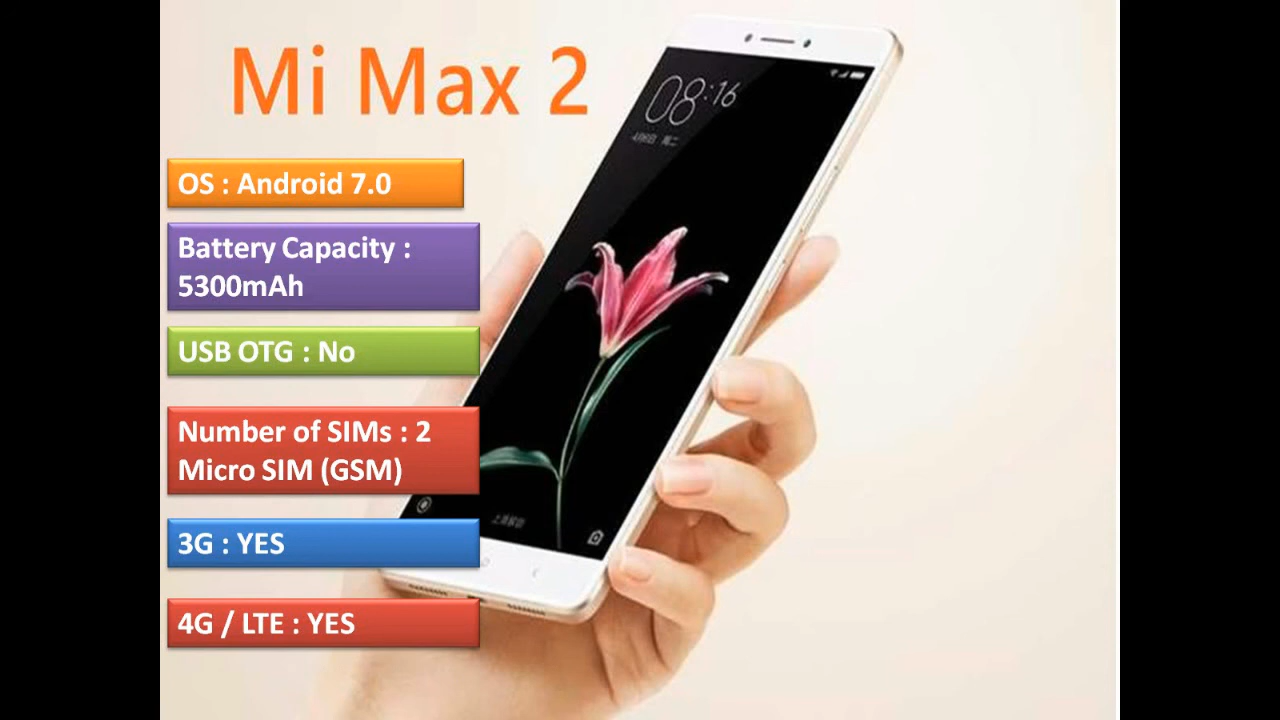 Mi Max 2
08:16
OS : Android 7.0
Battery Capacity :
5300mAh
USB OTG : No
Number of SIMs : 2
Micro SIM (GSM)
3G : YES
4G / LTE : YES